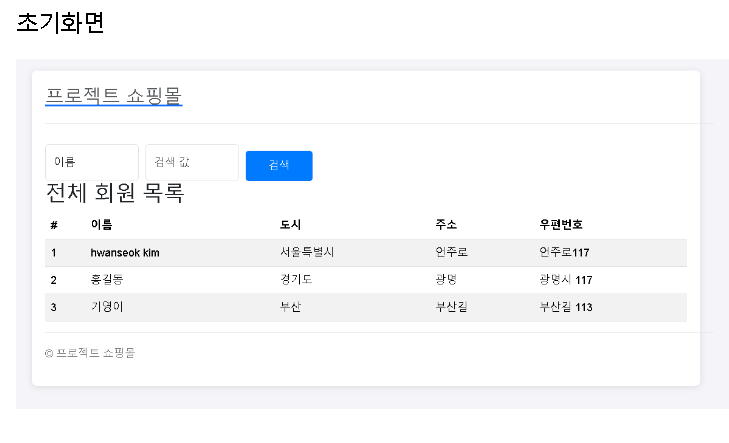 초기화면
프로젝트 쇼핑몰
이름 검색 값 검색
전체 회원 목록
# 이름 도시 주소 우편번호
1 hwanseok kim 서울특별시 언주로 언주로117
2 홍길동 경기도 광명 광명시 117
3 기영이 부산 부산길 부산길 113
© 프로젝트 쇼핑몰